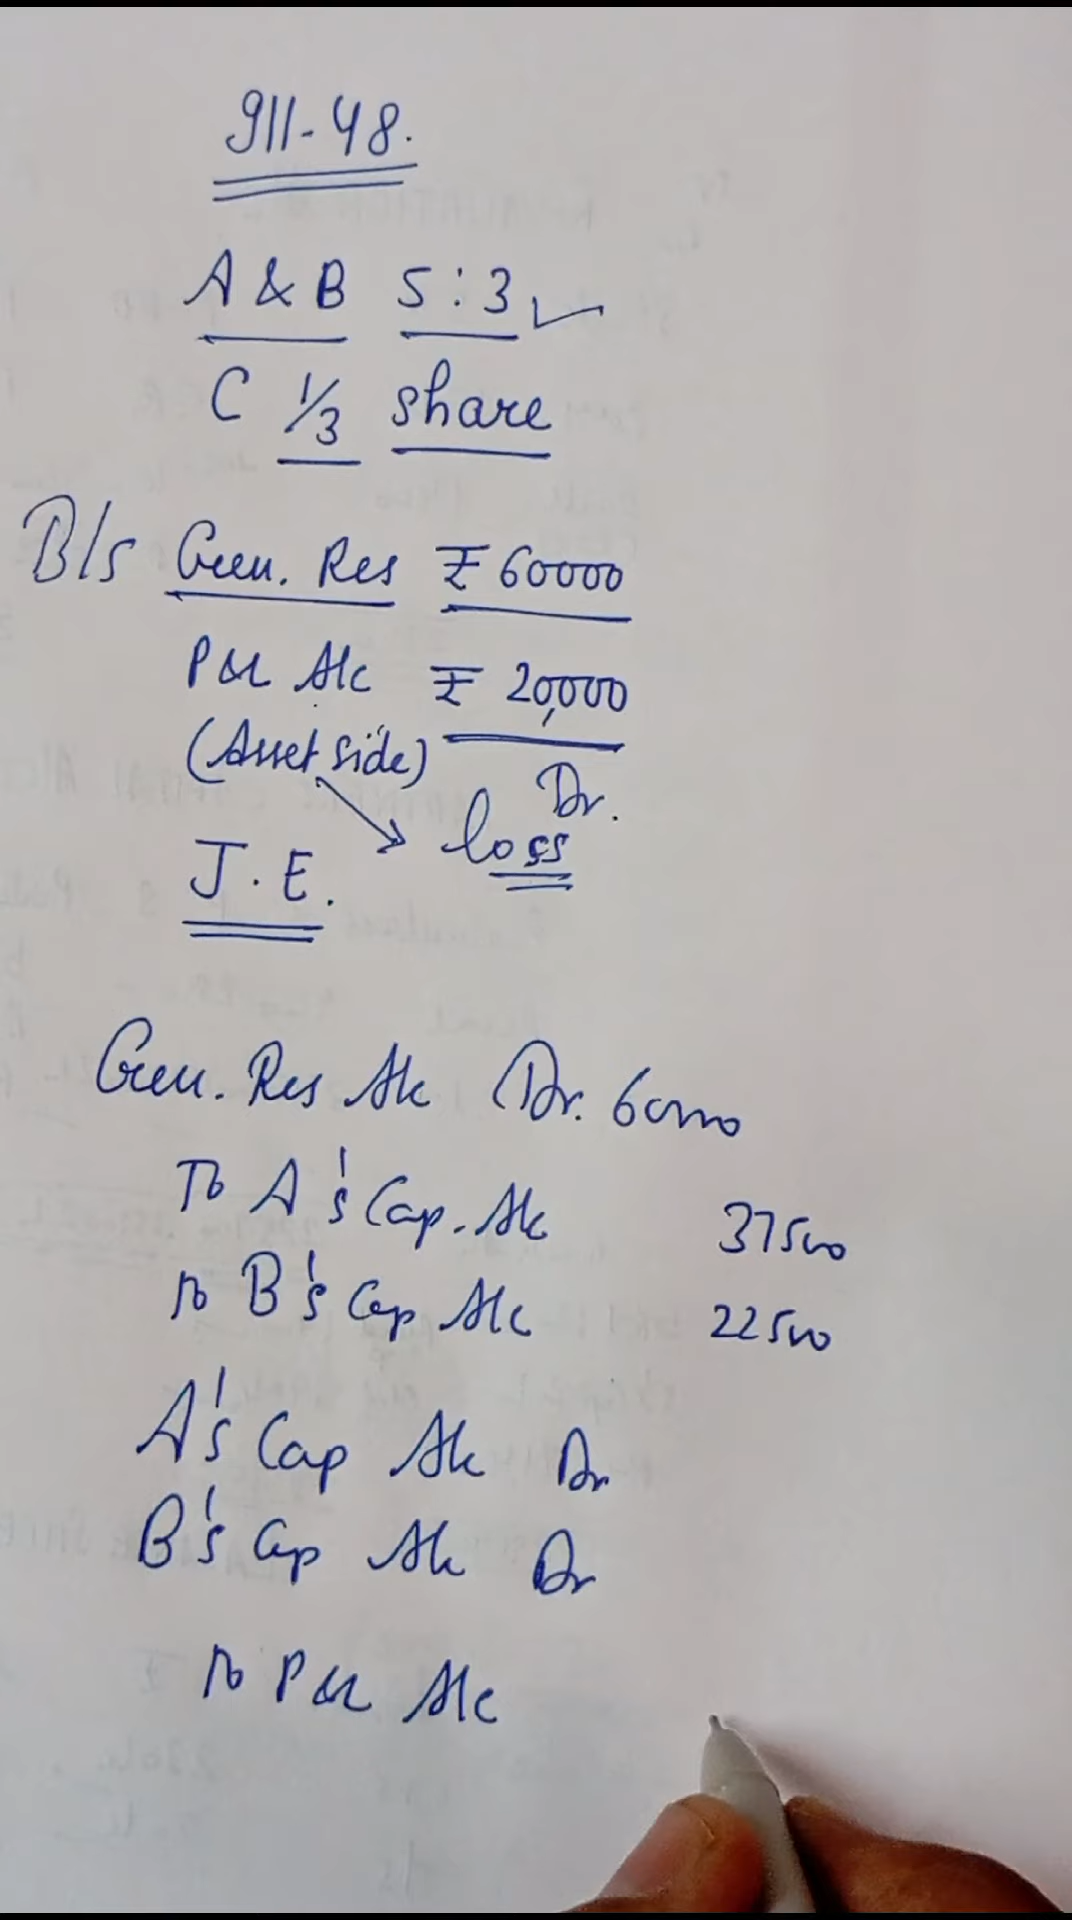 911-48.
A & B 5:3 ✓
C 1/3 share
B/s Gen. Res ₹ 60000
P&L A/c ₹ 20,000
(Asset side) Dr.
loss
J.E.
Gen. Res A/c Dr. 60000
To A's Cap. A/c 37500
To B's Cap A/c 22500
A's Cap A/c Dr
B's Cap A/c Dr
To P&L A/c